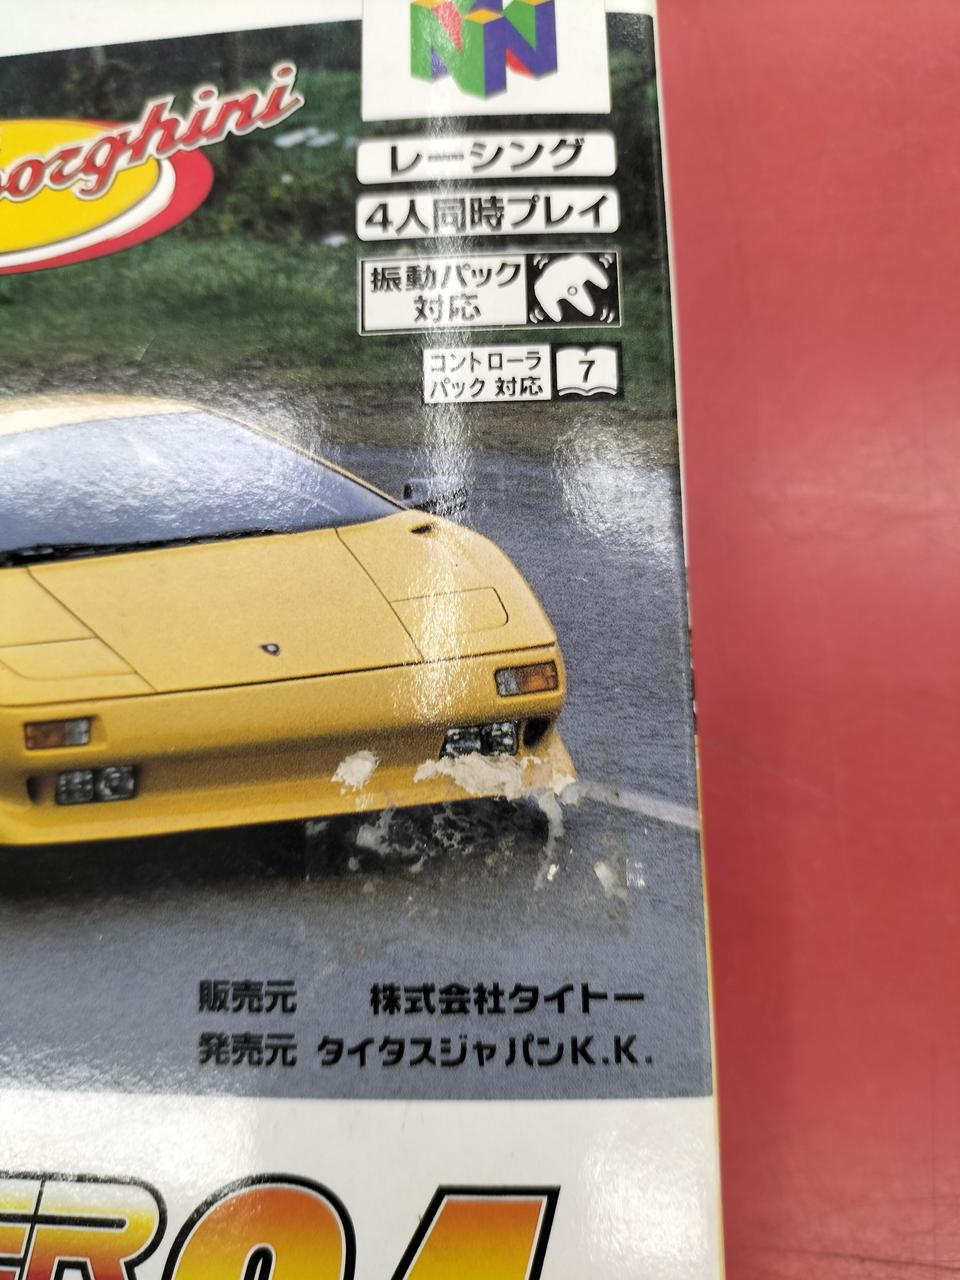 orghini
レーシング
4人同時プレイ
振動パック
対応
コントローラ
パック 対応
7
販売元 株式会社タイトー
発売元 タイタスジャパンK.K.
ER
64